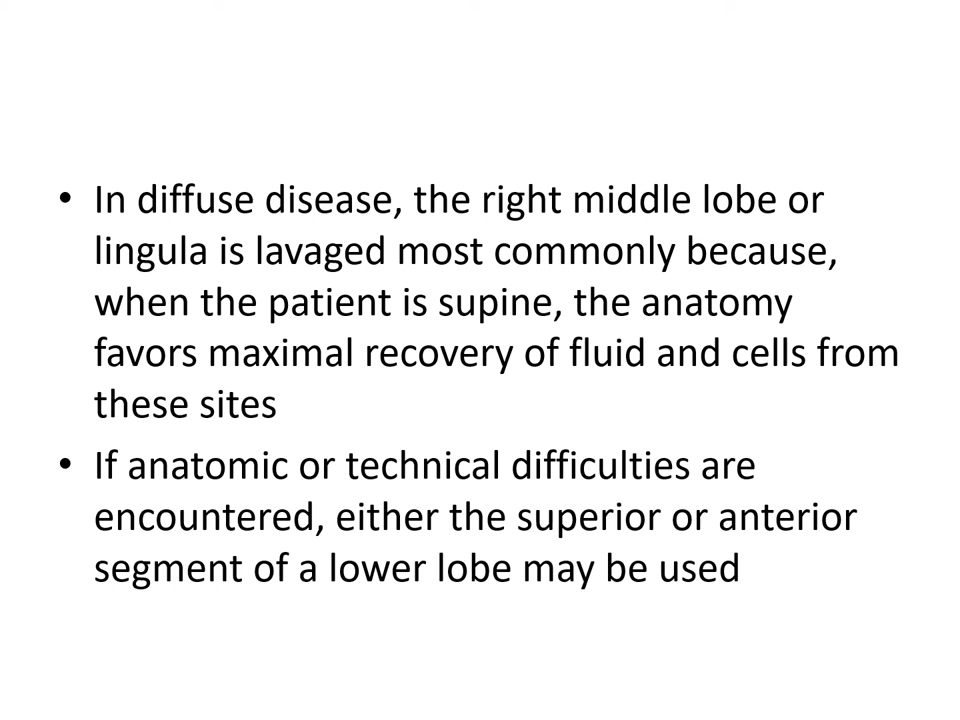 • In diffuse disease, the right middle lobe or
lingula is lavaged most commonly because,
when the patient is supine, the anatomy
favors maximal recovery of fluid and cells from
these sites
• If anatomic or technical difficulties are
encountered, either the superior or anterior
segment of a lower lobe may be used